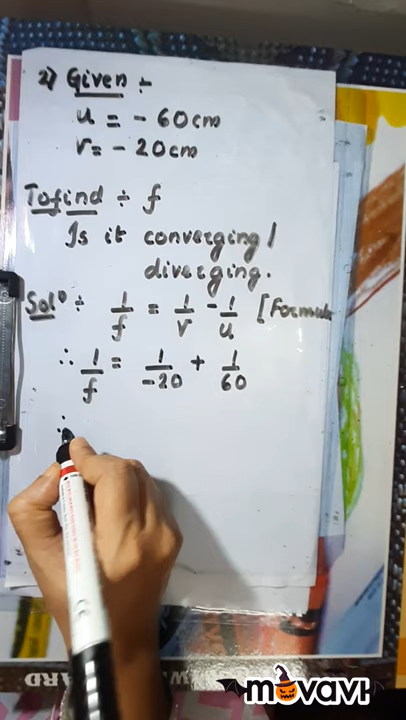 2) Given :-
u = - 60cm
v = - 20cm
To find ÷ f
Is it converging /
diverging.
Solⁿ ÷ 1/f = 1/v - 1/u [Formula
∴ 1/f = 1/-20 + 1/60
movavi